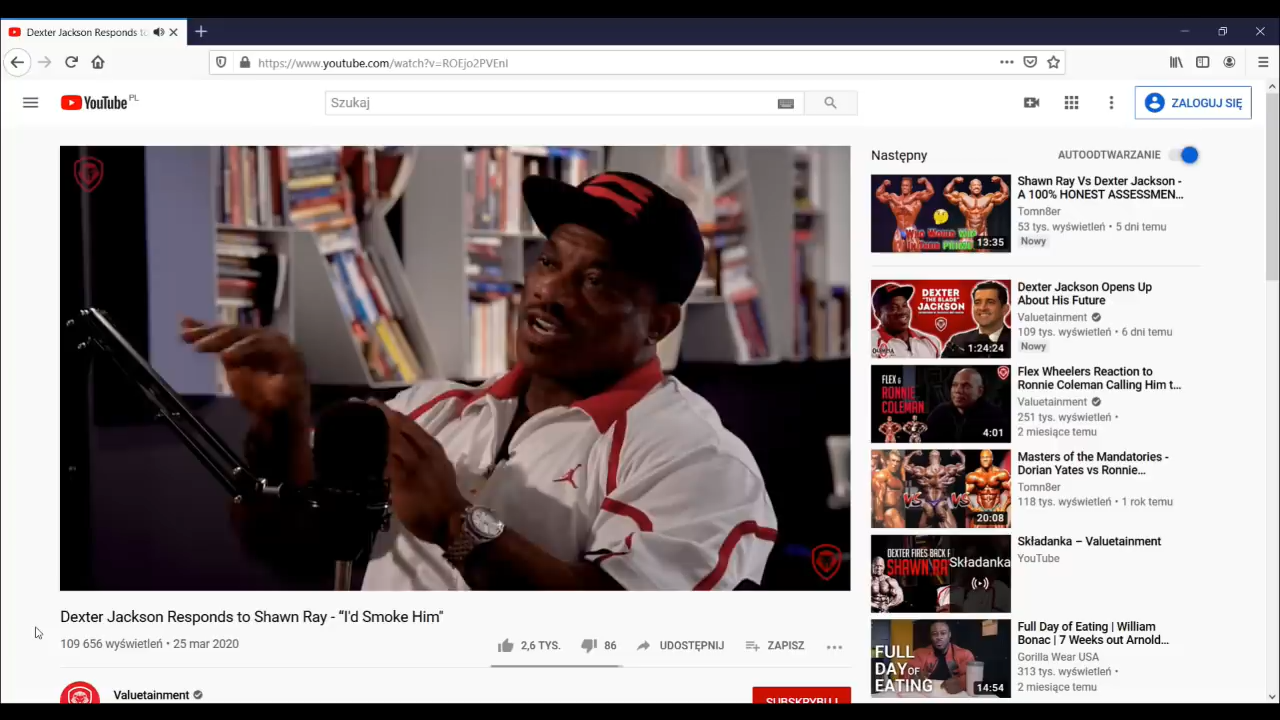 Dexter Jackson Responds to
https://www.youtube.com/watch?v=ROEjo2PVEnI
YouTube PL
Szukaj
ZALOGUJ SIĘ
Dexter Jackson Responds to Shawn Ray - “I'd Smoke Him"
109 656 wyświetleń • 25 mar 2020
2,6 TYS.
86
UDOSTĘPNIJ
ZAPISZ
Valuetainment
SUBSKRYBUJ
Następny
AUTOODTWARZANIE
13:35
Shawn Ray Vs Dexter Jackson -
A 100% HONEST ASSESSMEN...
Tomn8er
53 tys. wyświetleń • 5 dni temu
Nowy
DEXTER
"THE BLADE"
JACKSON
1:24:24
Dexter Jackson Opens Up
About His Future
Valuetainment
109 tys. wyświetleń • 6 dni temu
Nowy
FLEX &
RONNIE
COLEMAN
4:01
Flex Wheelers Reaction to
Ronnie Coleman Calling Him t...
Valuetainment
251 tys. wyświetleń •
2 miesiące temu
VS VS
20:08
Masters of the Mandatories -
Dorian Yates vs Ronnie...
Tomn8er
118 tys. wyświetleń • 1 rok temu
DEXTER FIRES BACK
SHAWN RA
Składanka
Składanka – Valuetainment
YouTube
FULL
DAY OF
EATING
14:54
Full Day of Eating | William
Bonac | 7 Weeks out Arnold...
Gorilla Wear USA
313 tys. wyświetleń •
2 miesiące temu